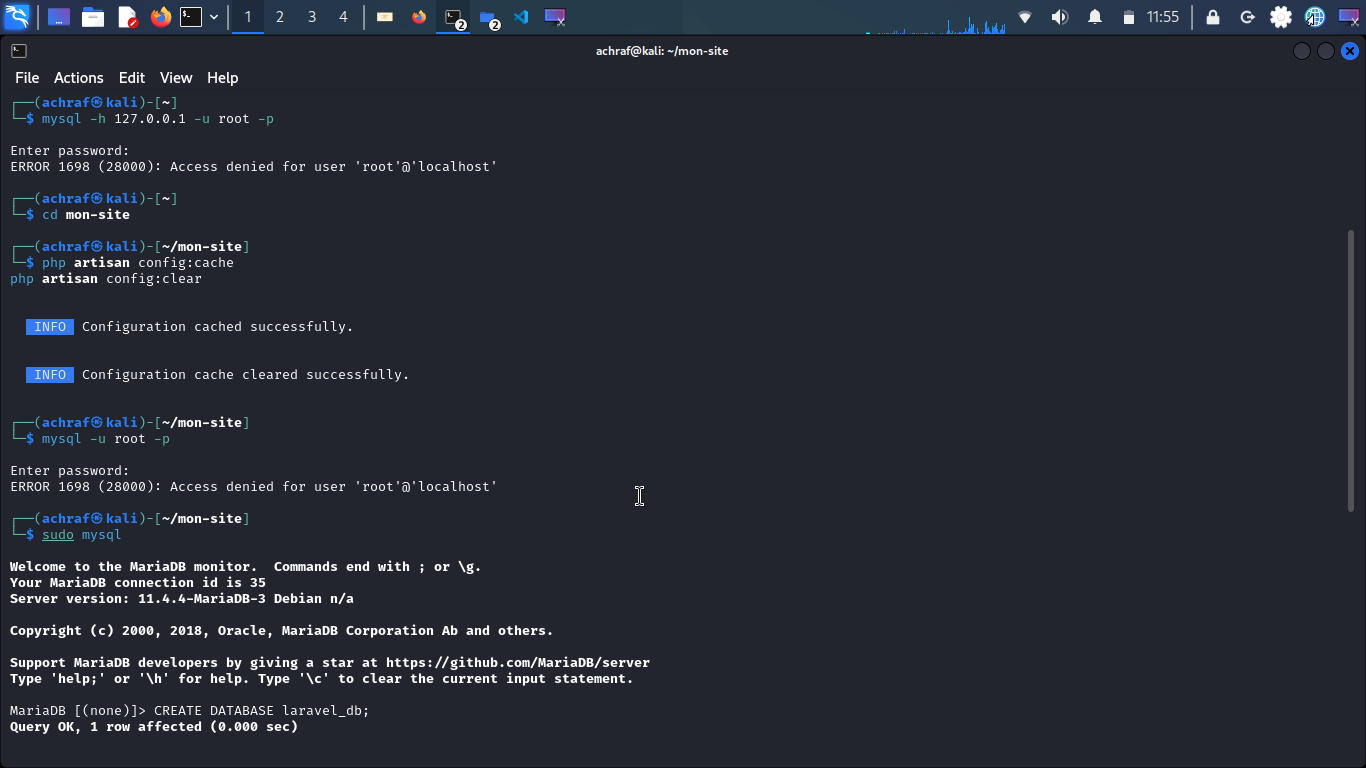 1 2 3 4 2 2 11:55
achraf@kali: ~/mon-site
File Actions Edit View Help
┌──(achraf㉿kali)-[~]
└─$ mysql -h 127.0.0.1 -u root -p
Enter password:
ERROR 1698 (28000): Access denied for user 'root'@'localhost'
┌──(achraf㉿kali)-[~]
└─$ cd mon-site
┌──(achraf㉿kali)-[~/mon-site]
└─$ php artisan config:cache
php artisan config:clear
INFO Configuration cached successfully.
INFO Configuration cache cleared successfully.
┌──(achraf㉿kali)-[~/mon-site]
└─$ mysql -u root -p
Enter password:
ERROR 1698 (28000): Access denied for user 'root'@'localhost'
┌──(achraf㉿kali)-[~/mon-site]
└─$ sudo mysql
Welcome to the MariaDB monitor.  Commands end with ; or \g.
Your MariaDB connection id is 35
Server version: 11.4.4-MariaDB-3 Debian n/a
Copyright (c) 2000, 2018, Oracle, MariaDB Corporation Ab and others.
Support MariaDB developers by giving a star at https://github.com/MariaDB/server
Type 'help;' or '\h' for help. Type '\c' to clear the current input statement.
MariaDB [(none)]> CREATE DATABASE laravel_db;
Query OK, 1 row affected (0.000 sec)